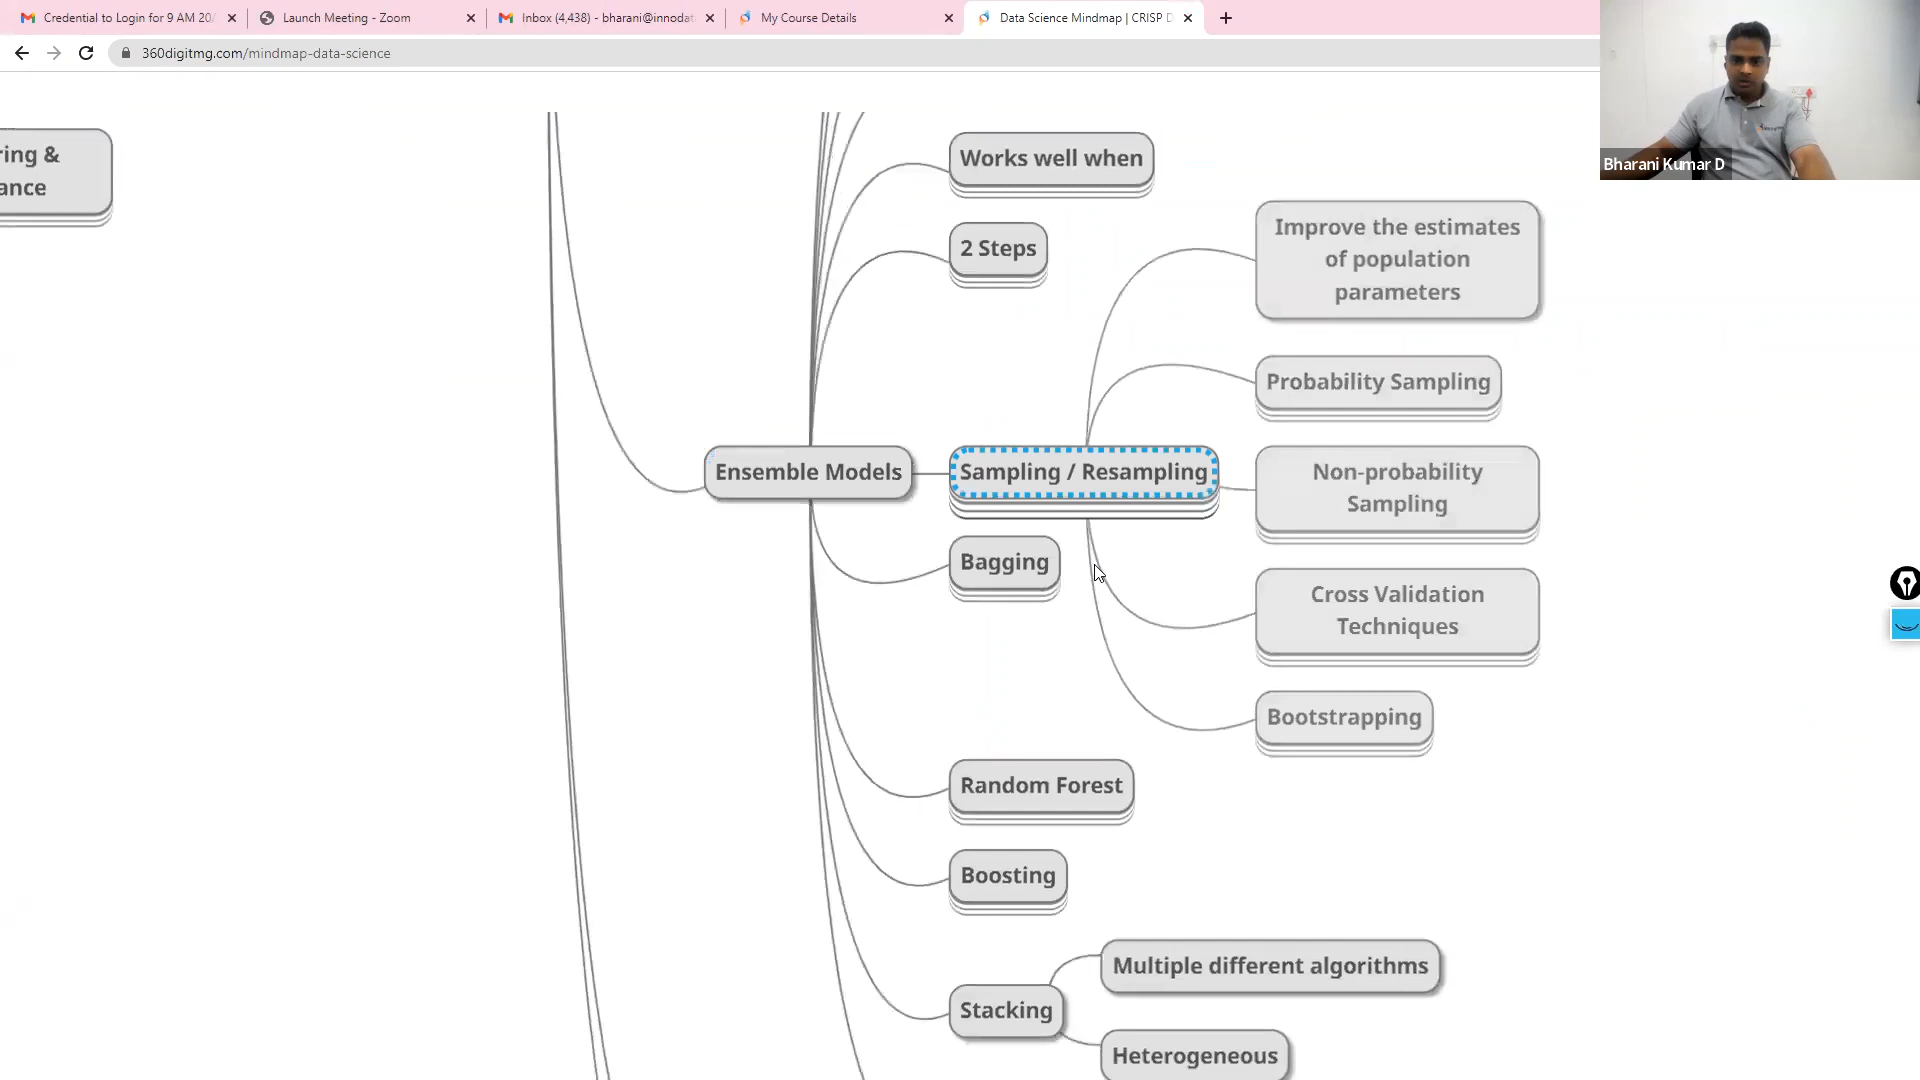 Credential to Login for 9 AM 20/
Launch Meeting - Zoom
Inbox (4,438) - bharani@innodat
My Course Details
Data Science Mindmap | CRISP D
360digitmg.com/mindmap-data-science
Bharani Kumar D
ring &
ance
Works well when
2 Steps
Improve the estimates
of population
parameters
Probability Sampling
Ensemble Models
Sampling / Resampling
Non-probability
Sampling
Bagging
Cross Validation
Techniques
Bootstrapping
Random Forest
Boosting
Multiple different algorithms
Stacking
Heterogeneous